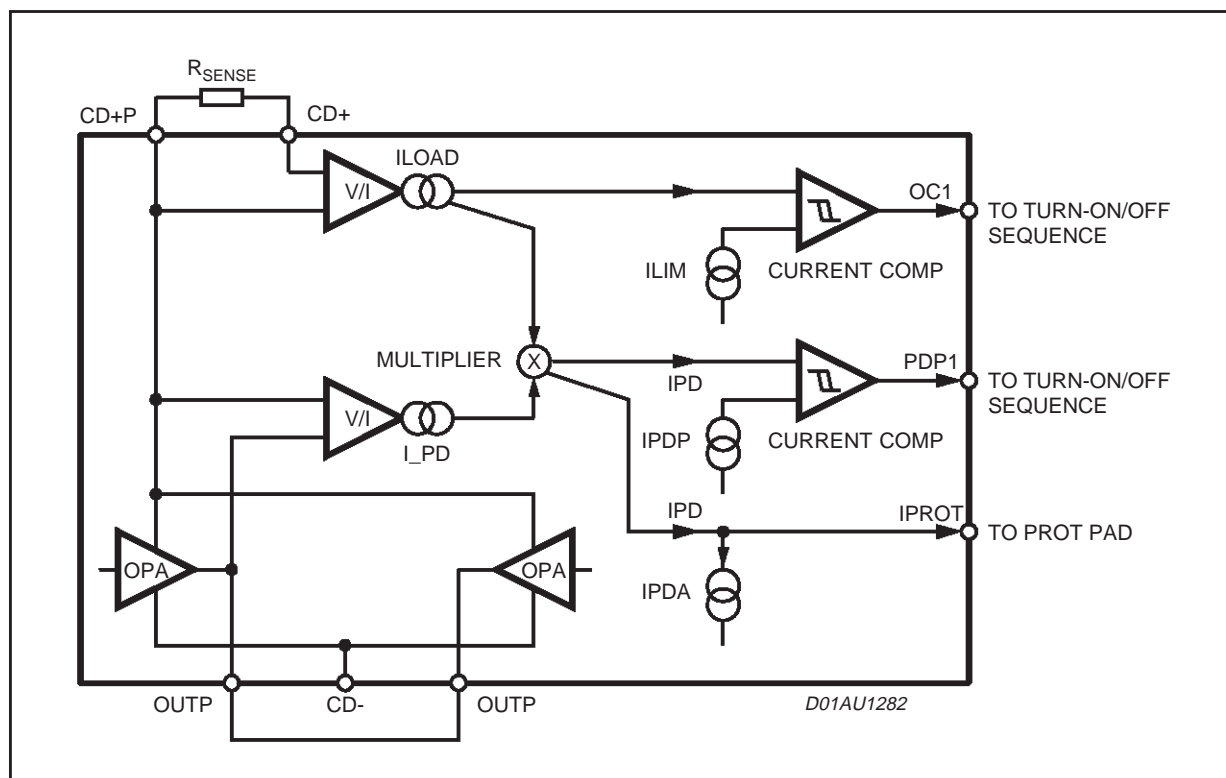 RSENSE
CD+P
CD+
ILOAD
V/I
OC1
TO TURN-ON/OFF
SEQUENCE
ILIM
CURRENT COMP
MULTIPLIER
X
IPD
PDP1
TO TURN-ON/OFF
SEQUENCE
V/I
I_PD
IPDP
CURRENT COMP
IPD
IPROT
TO PROT PAD
OPA
OPA
IPDA
OUTP
CD-
OUTP
D01AU1282